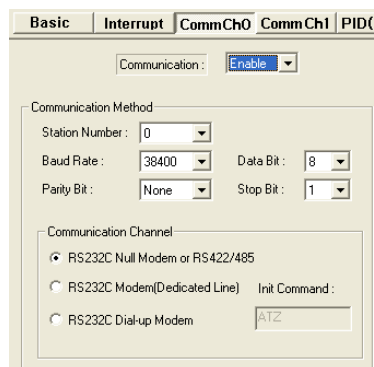 Basic Interrupt CommCh0 CommCh1 PID(
Communication : Enable
Communication Method
Station Number : 0
Baud Rate : 38400 Data Bit : 8
Parity Bit : None Stop Bit : 1
Communication Channel
RS232C Null Modem or RS422/485
RS232C Modem(Dedicated Line) Init Command :
RS232C Dial-up Modem ATZ